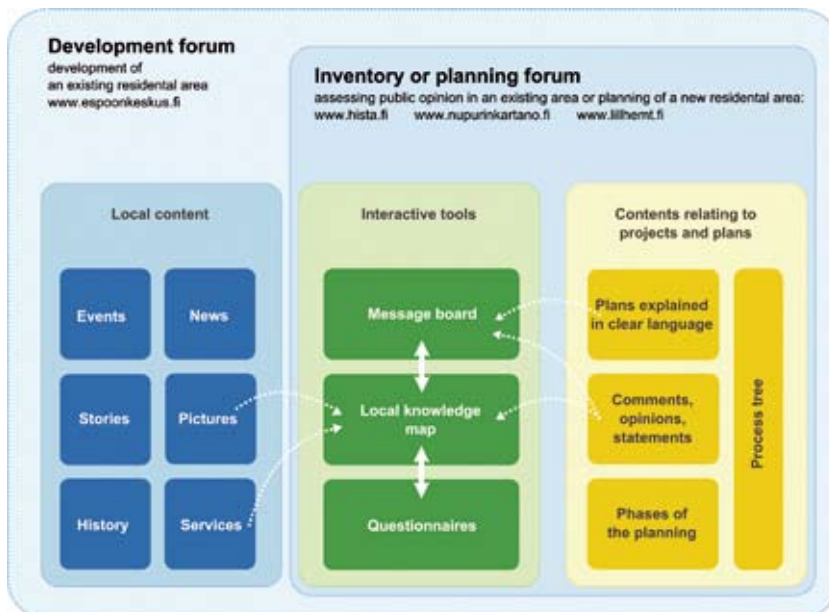 Development forum
development of
an existing residental area
www.espoonkeskus.fi
Inventory or planning forum
assessing public opinion in an existing area or planning of a new residental area:
www.hista.fi www.nupurinkartano.fi www.lillhemt.fi
Local content
Events
News
Stories
Pictures
History
Services
Interactive tools
Message board
Local knowledge
map
Questionnaires
Contents relating to
projects and plans
Plans explained
in clear language
Comments,
opinions,
statements
Phases of
the planning
Process tree